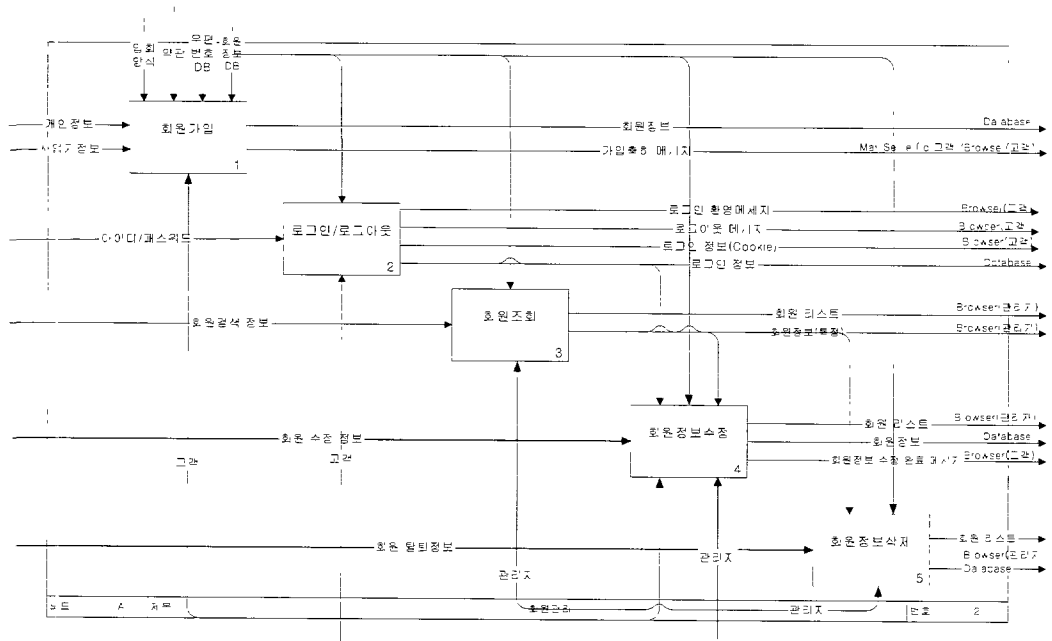 입회
양식
약관
우편
번호
DB
회원
정보
DB
개인정보
회원가입
1
회원정보
Database
가입축하 메시지
아이디/패스워드
로그인/로그아웃
2
로그인 환영메세지
Browser(고객)
로그아웃 메시지
Browser(고객)
로그인 정보(Cookie)
Browser(고객)
로그인 정보
Database
회원검색 정보
회원조회
3
회원 리스트
Browser(관리자)
회원정보(특정)
Browser(관리자)
회원 수정 정보
회원정보수정
4
회원 리스트
Browser(관리자)
회원정보
Database
회원정보 수정 완료 메시지
Browser(고객)
고객
고객
회원 탈퇴정보
관리자
회원정보삭제
5
회원 리스트
Database
관리자
노드
A
제목
회원관리
관리자
번호
2